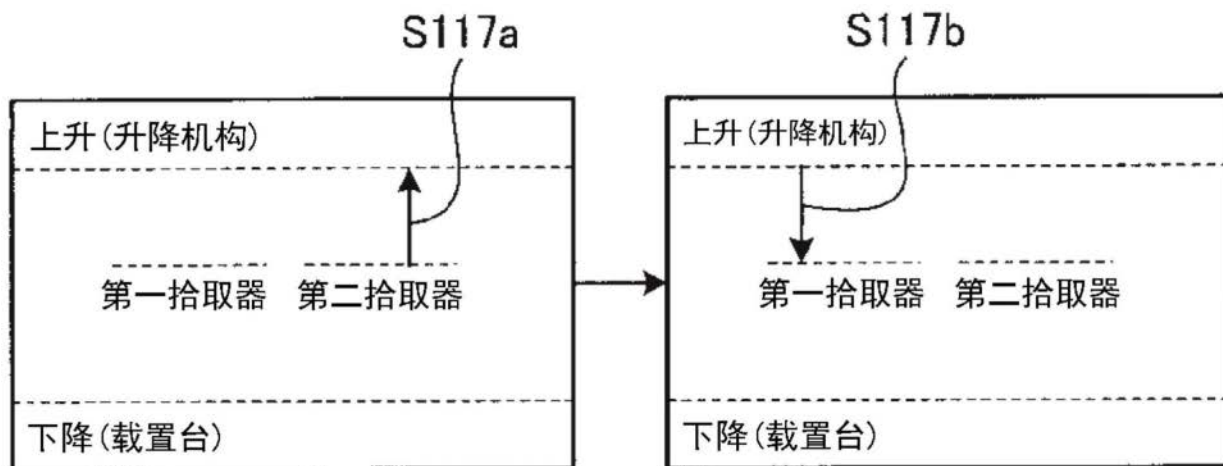 S117a
S117b
上升(升降机构)
上升(升降机构)
第一拾取器 第二拾取器
第一拾取器 第二拾取器
下降(载置台)
下降(载置台)